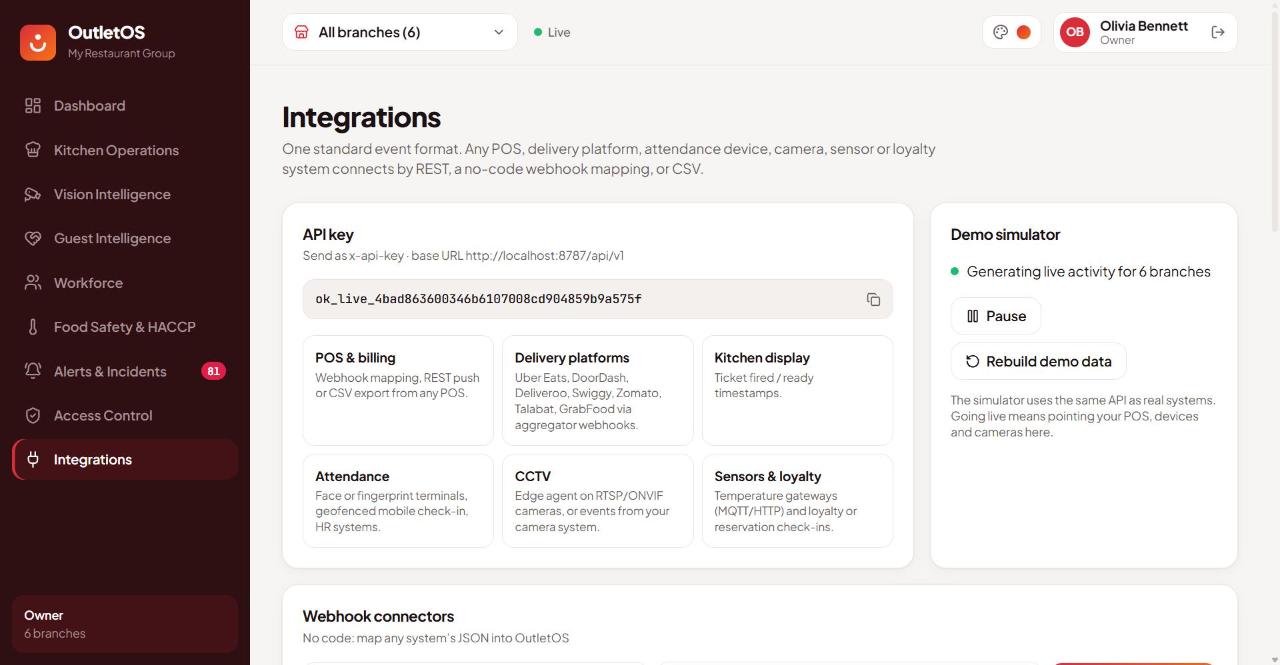 OutletOS
My Restaurant Group
Dashboard
Kitchen Operations
Vision Intelligence
Guest Intelligence
Workforce
Food Safety & HACCP
Alerts & Incidents
81
Access Control
Integrations
Owner
6 branches
All branches (6)
Live
OB
Olivia Bennett
Owner
Integrations
One standard event format. Any POS, delivery platform, attendance device, camera, sensor or loyalty
system connects by REST, a no-code webhook mapping, or CSV.
API key
Send as x-api-key · base URL http://localhost:8787/api/v1
ok_live_4bad863600346b6107008cd904859b9a575f
POS & billing
Webhook mapping, REST push
or CSV export from any POS.
Delivery platforms
Uber Eats, DoorDash,
Deliveroo, Swiggy, Zomato,
Talabat, GrabFood via
aggregator webhooks.
Kitchen display
Ticket fired / ready
timestamps.
Attendance
Face or fingerprint terminals,
geofenced mobile check-in,
HR systems.
CCTV
Edge agent on RTSP/ONVIF
cameras, or events from your
camera system.
Sensors & loyalty
Temperature gateways
(MQTT/HTTP) and loyalty or
reservation check-ins.
Demo simulator
Generating live activity for 6 branches
Pause
Rebuild demo data
The simulator uses the same API as real systems.
Going live means pointing your POS, devices
and cameras here.
Webhook connectors
No code: map any system's JSON into OutletOS